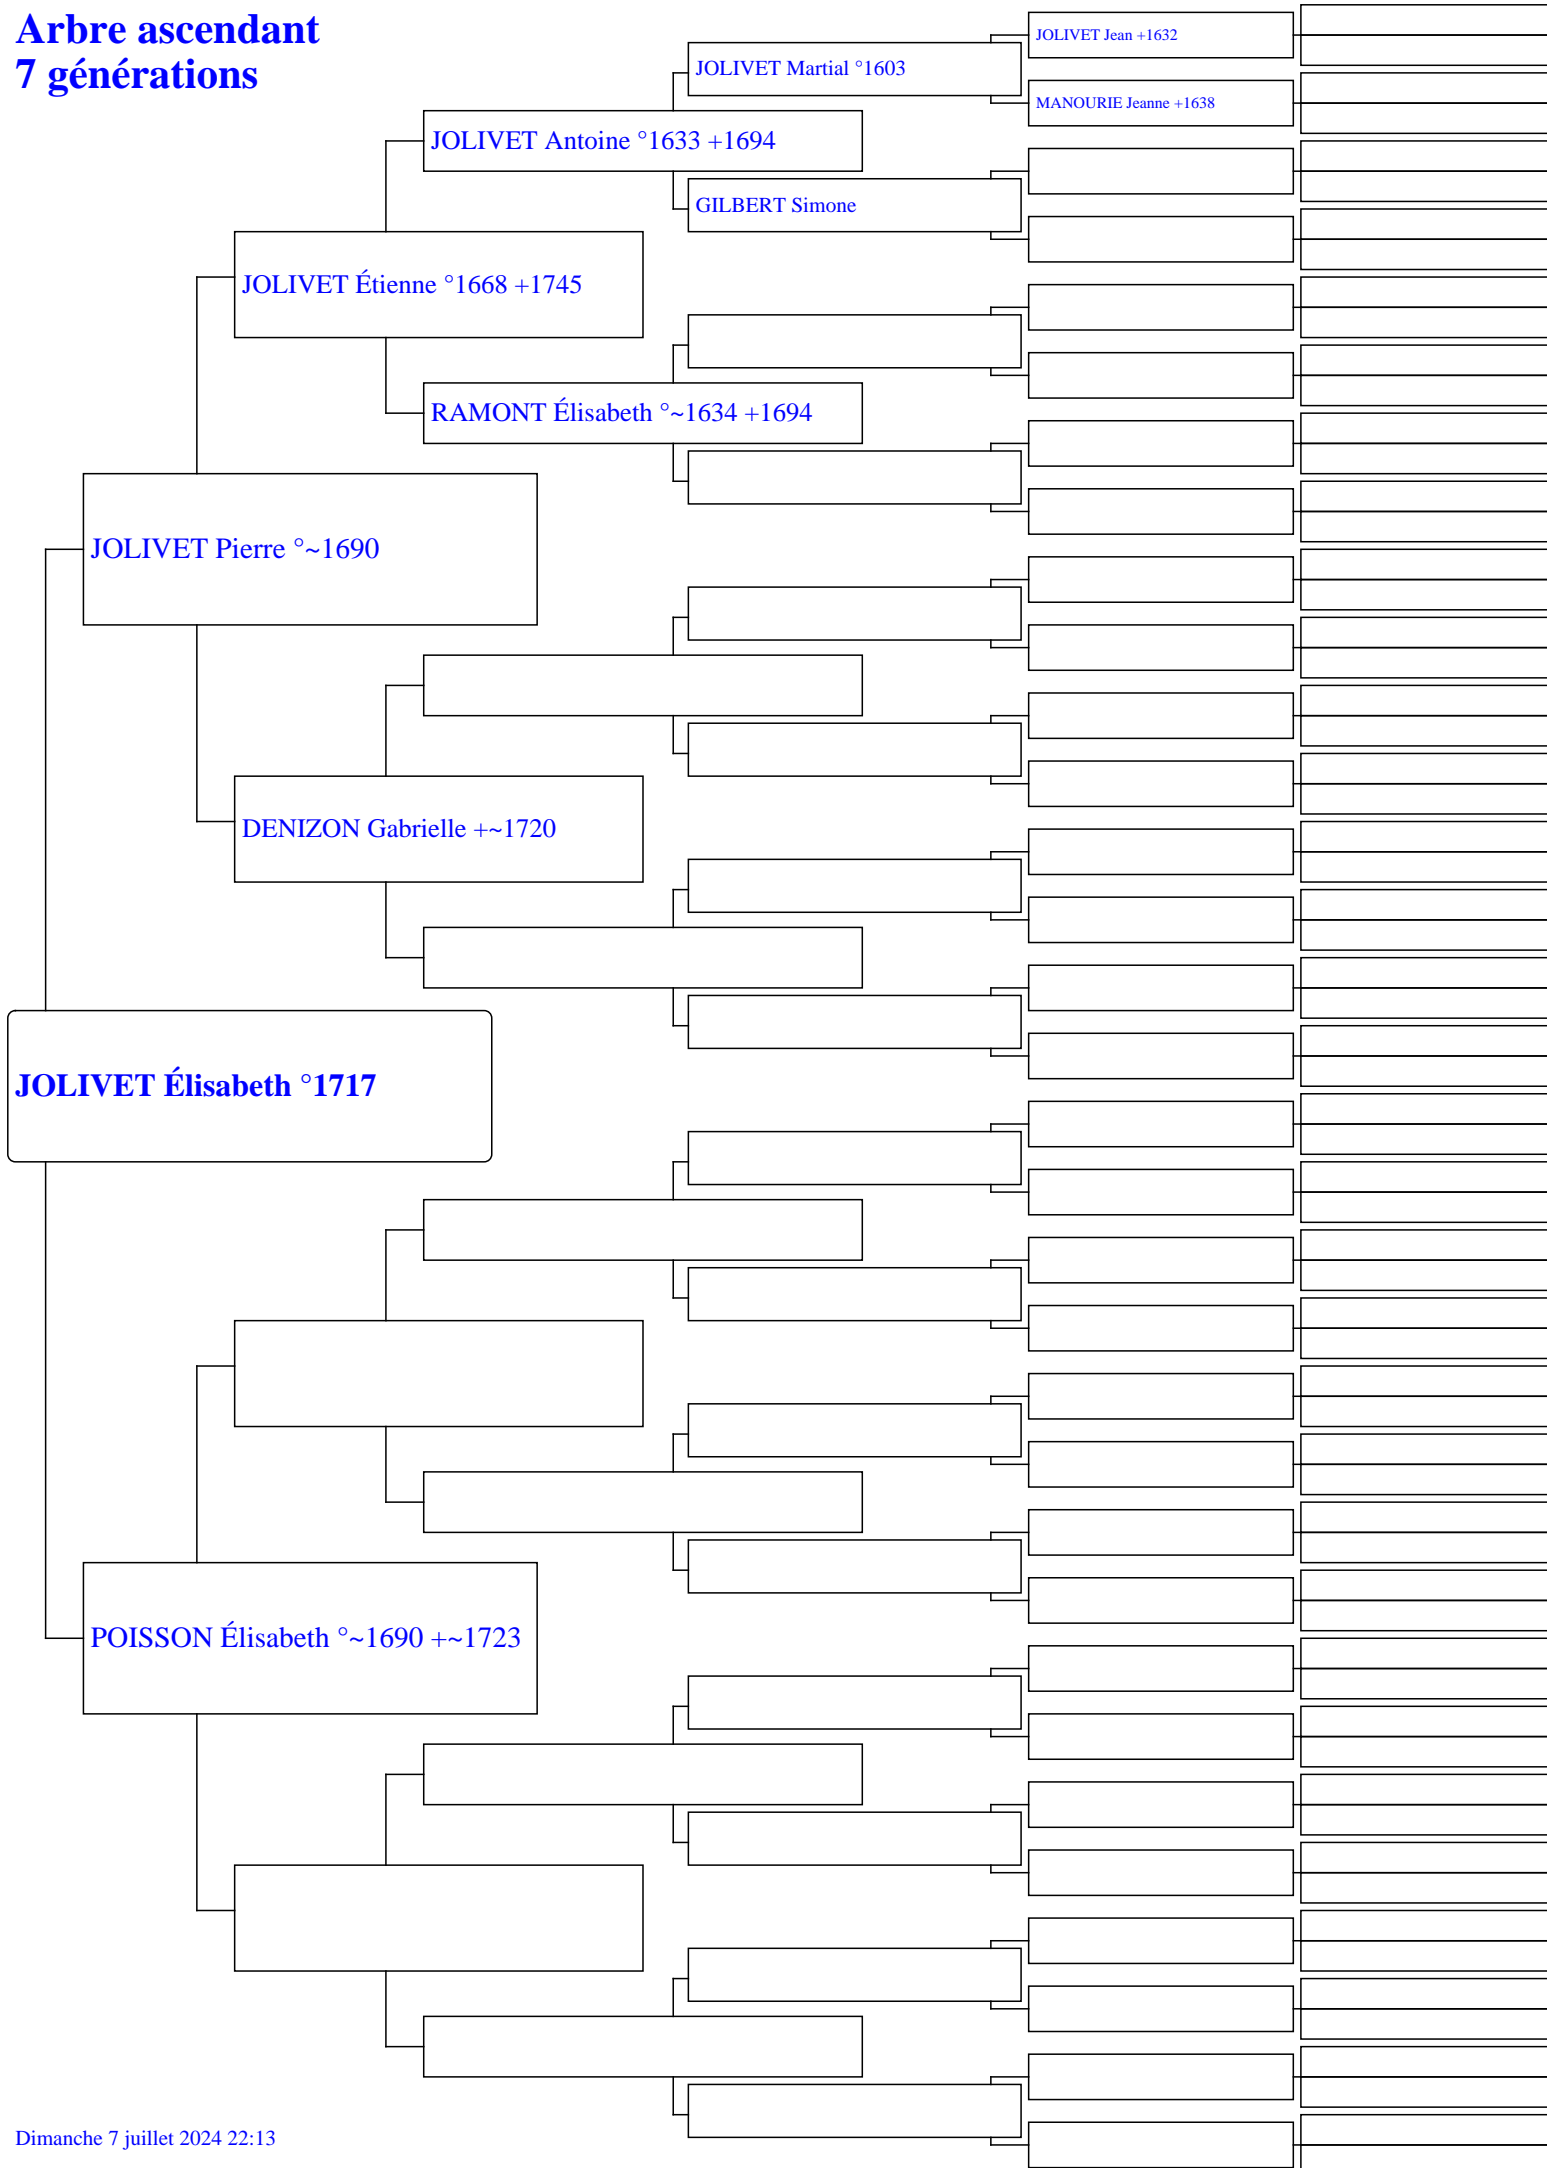 Arbre ascendant
7 générations
JOLIVET Jean +1632
JOLIVET Martial °1603
MANOURIE Jeanne +1638
JOLIVET Antoine °1633 +1694
GILBERT Simone
JOLIVET Étienne °1668 +1745
RAMONT Élisabeth °~1634 +1694
JOLIVET Pierre °~1690
DENIZON Gabrielle +~1720
JOLIVET Élisabeth °1717
POISSON Élisabeth °~1690 +~1723
Dimanche 7 juillet 2024 22:13